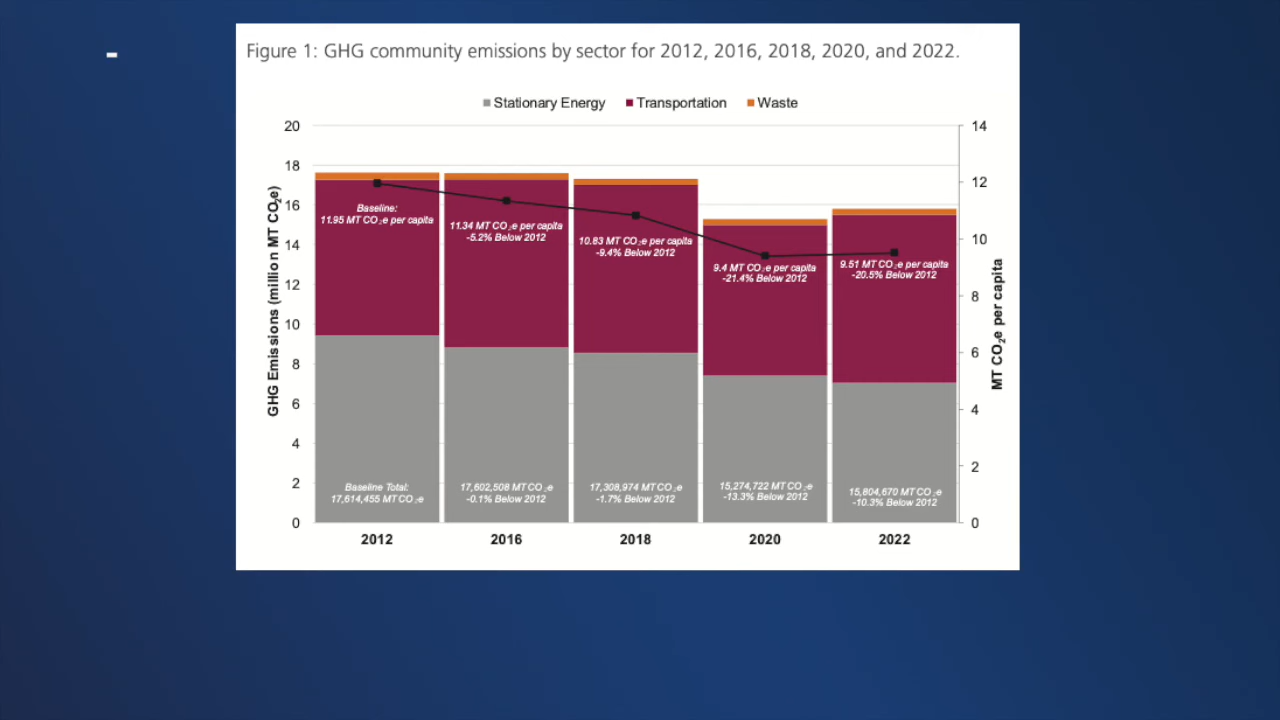 -
Figure 1: GHG community emissions by sector for 2012, 2016, 2018, 2020, and 2022.
Stationary Energy Transportation Waste
GHG Emissions (million MT CO₂e)
20
18
16
14
12
10
8
6
4
2
0
Baseline:
11.95 MT CO₂e per capita
11.34 MT CO₂e per capita
-5.2% Below 2012
10.83 MT CO₂e per capita
-9.4% Below 2012
9.4 MT CO₂e per capita
-21.4% Below 2012
9.51 MT CO₂e per capita
-20.5% Below 2012
Baseline Total:
17,614,455 MT CO₂e
17,602,508 MT CO₂e
-0.1% Below 2012
17,308,974 MT CO₂e
-1.7% Below 2012
15,274,722 MT CO₂e
-13.3% Below 2012
15,804,670 MT CO₂e
-10.3% Below 2012
2012 2016 2018 2020 2022
14
12
10
8
6
4
2
0
MT CO₂e per capita